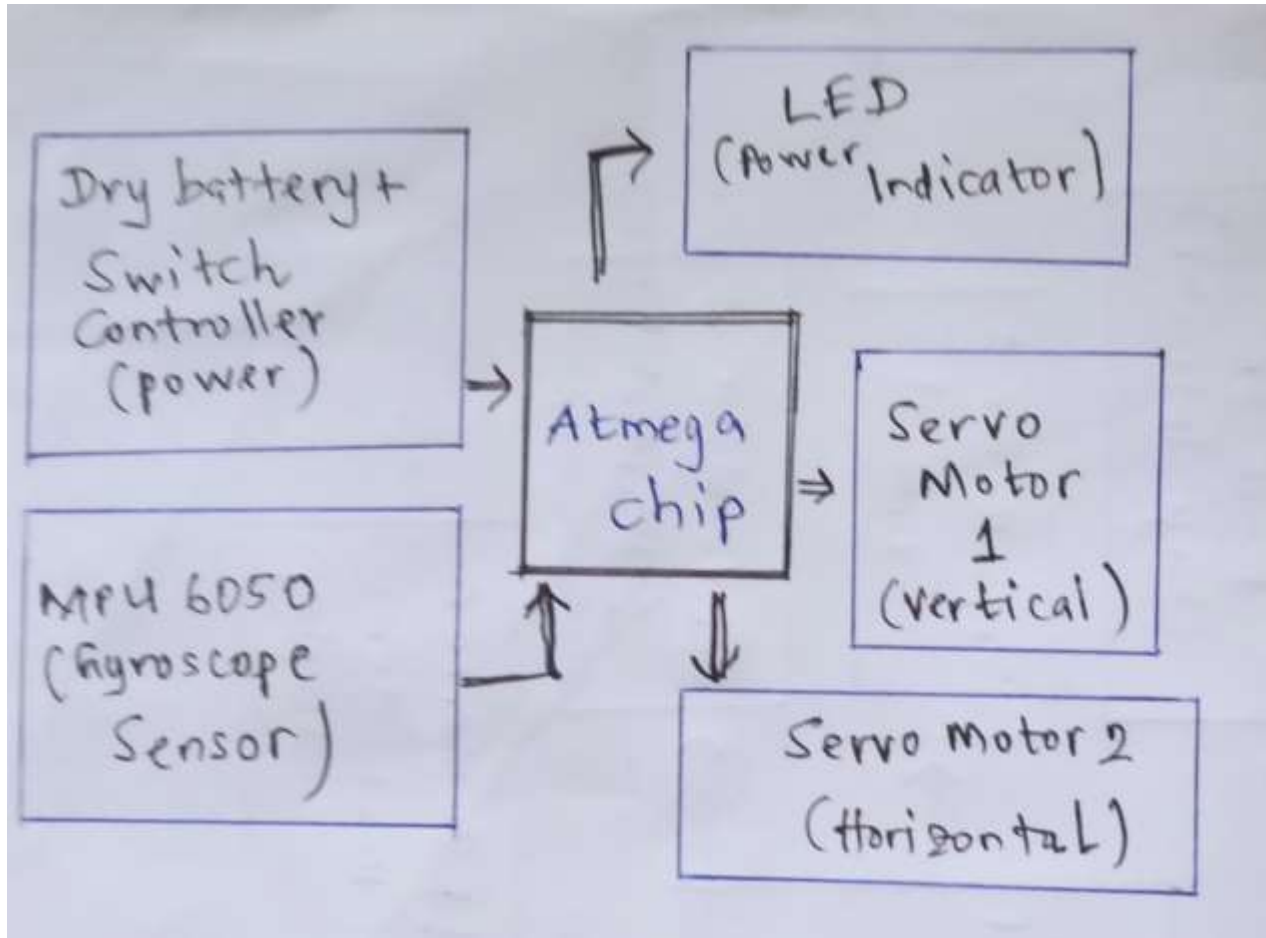 LED
(Power Indicator)
Dry battery +
Switch
Controller
(power)
Atmega
chip
Servo
Motor
1
(vertical)
MPU 6050
(Gyroscope
Sensor)
Servo Motor 2
(Horizontal)